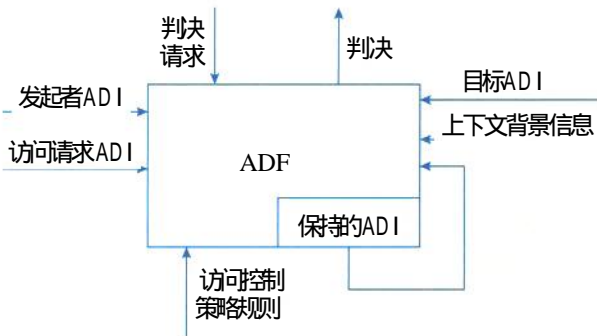 判决
请求
判决
发起者ADI
目标ADI
上下文背景信息
访问请求ADI
ADF
保持的ADI
访问控制
策略规则